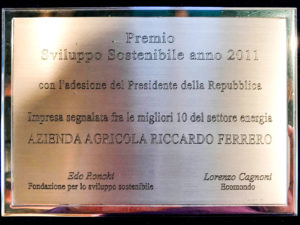 Premio
Sviluppo Sostenibile anno 2011
con l'adesione del Presidente della Repubblica
Impresa segnalata fra le migliori 10 del settore energia
AZIENDA AGRICOLA RICCARDO FERRERO
Edo Ronchi
Fondazione per lo sviluppo sostenibile
Lorenzo Cagnoni
Ecomondo